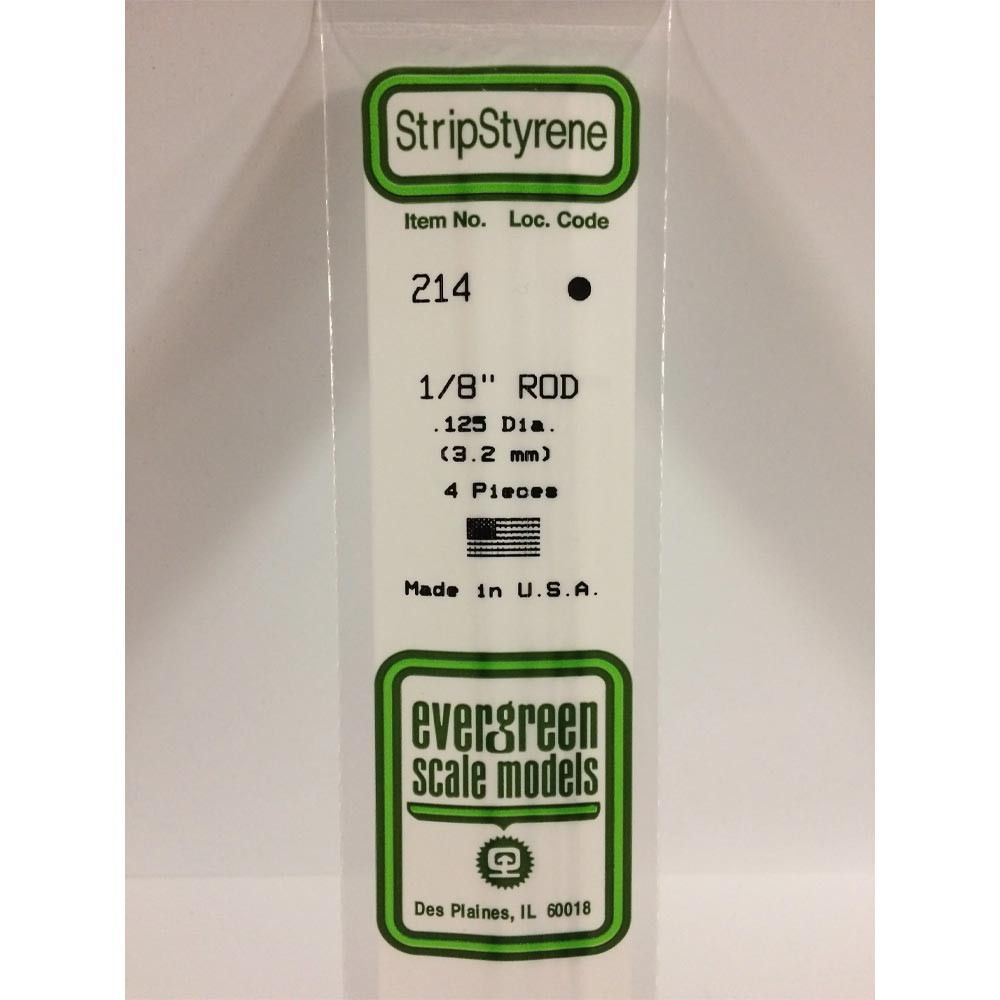 StripStyrene
Item No. Loc. Code
214
1/8" ROD
.125 Dia.
(3.2 mm)
4 Pieces
Made in U.S.A.
evergreen
scale models
Des Plaines, IL 60018